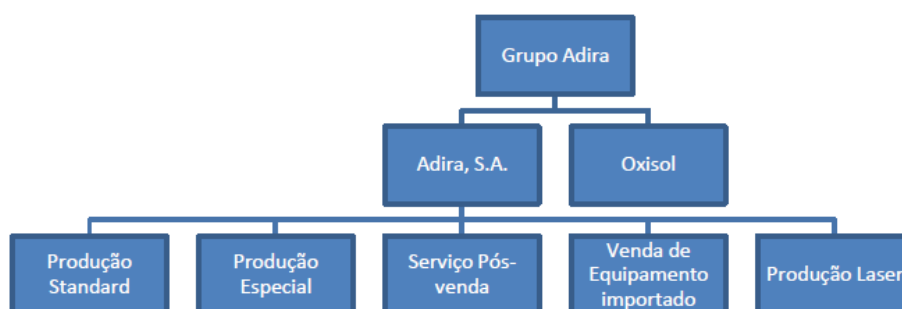 Grupo Adira
Adira, S.A.
Oxisol
Produção
Standard
Produção
Especial
Serviço Pós-
venda
Venda de
Equipamento
importado
Produção Laser